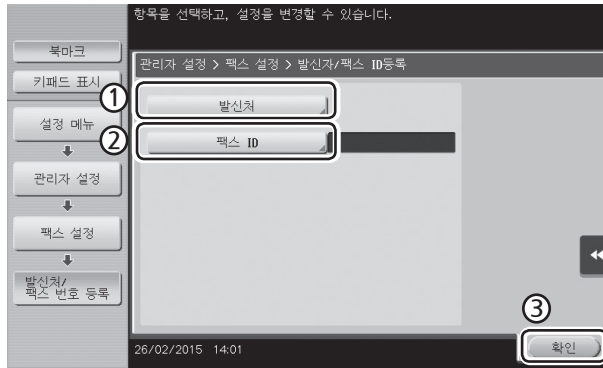 항목을 선택하고, 설정을 변경할 수 있습니다.
북마크
키패드 표시
관리자 설정 > 팩스 설정 > 발신자/팩스 ID등록
①
발신처
②
팩스 ID
설정 메뉴
관리자 설정
팩스 설정
발신처/
팩스 번호 등록
③
확인
26/02/2015 14:01